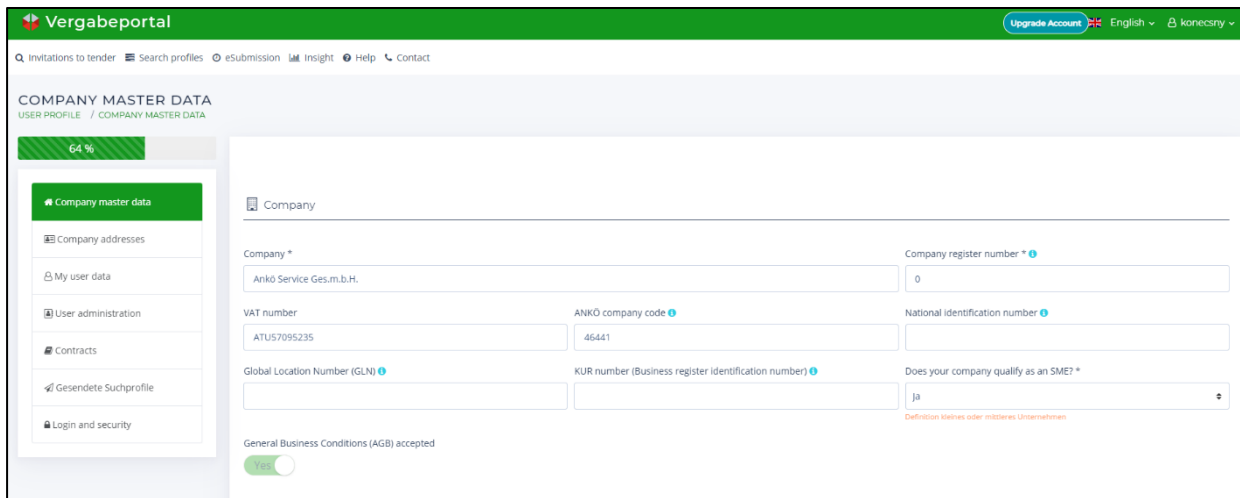 Vergabeportal
Upgrade Account English konecsny
Invitations to tender Search profiles eSubmission Insight Help Contact
COMPANY MASTER DATA
USER PROFILE / COMPANY MASTER DATA
64 %
Company master data
Company addresses
My user data
User administration
Contracts
Gesendete Suchprofile
Login and security
Company
Company * Company register number *
Ankö Service Ges.m.b.H. 0
VAT number ANKÖ company code National identification number
ATU57095235 46441
Global Location Number (GLN) KUR number (Business register identification number) Does your company qualify as an SME? *
Ja
Definition kleines oder mittleres Unternehmen
General Business Conditions (AGB) accepted
Yes